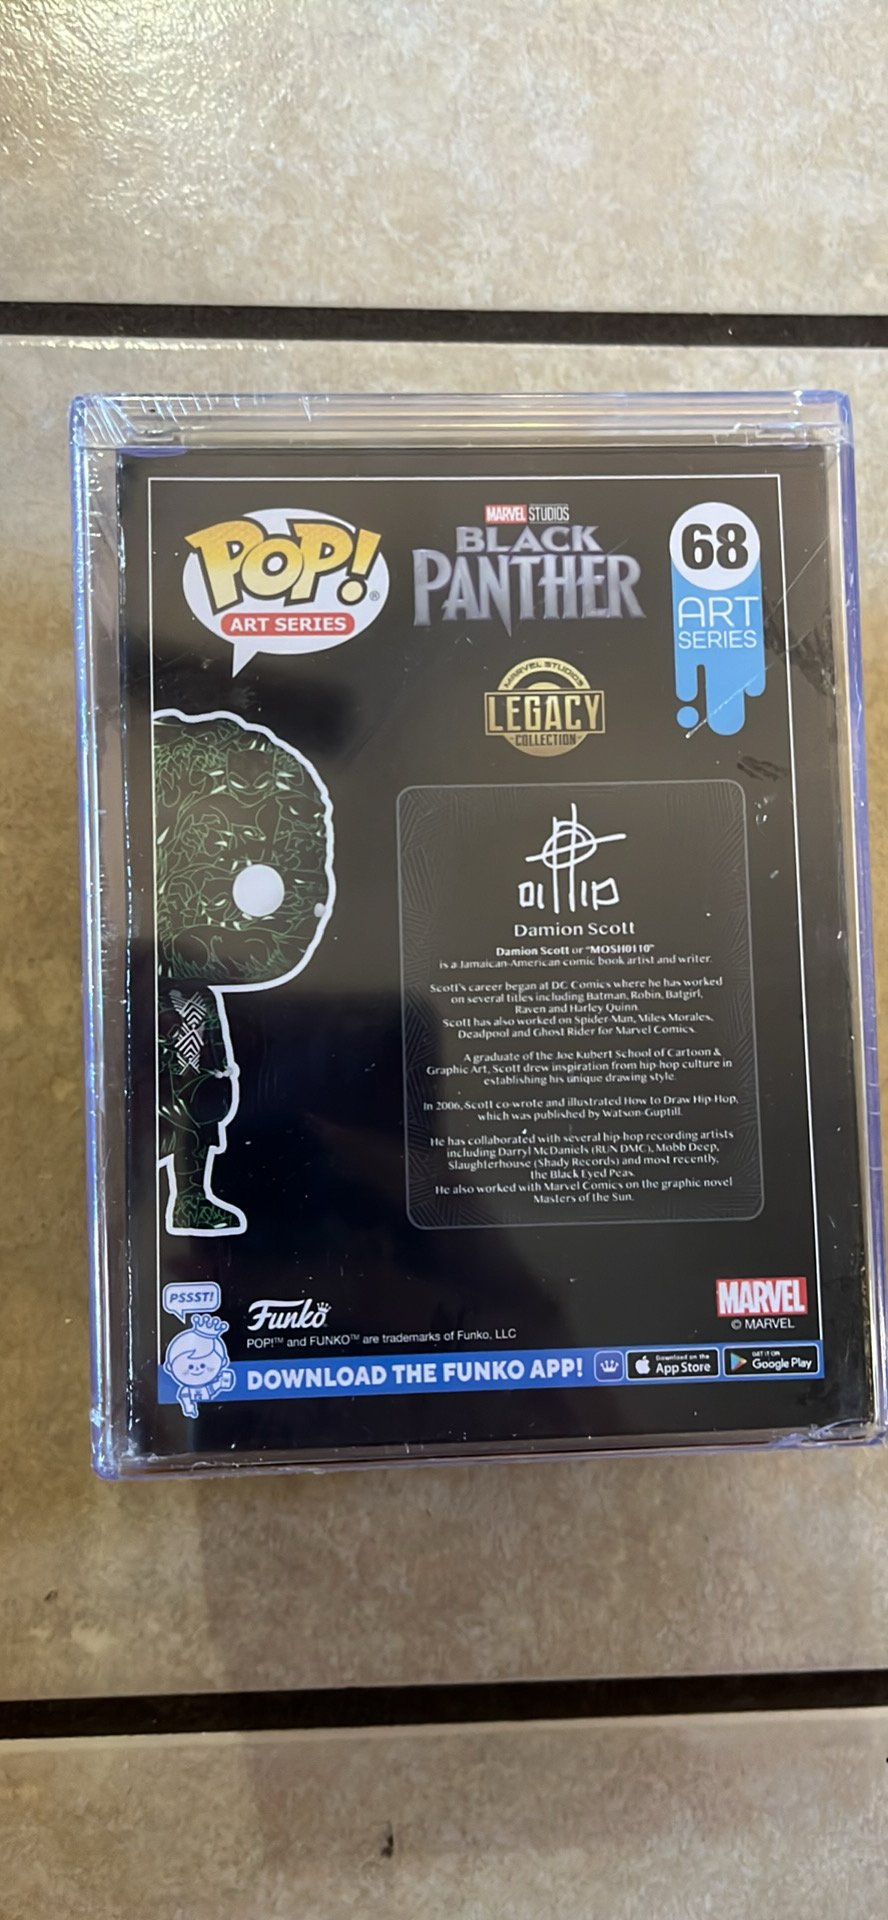 POP!®
ART SERIES
MARVEL STUDIOS
BLACK
PANTHER
68
ART
SERIES
MARVEL STUDIOS
LEGACY
-COLLECTION-
Damion Scott
Damion Scott or "MOSH0110"
is a Jamaican-American comic book artist and writer.
Scott's career began at DC Comics where he has worked
on several titles including Batman, Robin, Batgirl,
Raven and Harley Quinn.
Scott has also worked on Spider-Man, Miles Morales,
Deadpool and Ghost Rider for Marvel Comics.
A graduate of the Joe Kubert School of Cartoon &
Graphic Art, Scott drew inspiration from hip-hop culture in
establishing his unique drawing style.
In 2006, Scott co-wrote and illustrated How to Draw Hip Hop,
which was published by Watson-Guptill.
He has collaborated with several hip-hop recording artists
including Darryl McDaniels (RUN DMC), Mobb Deep,
Slaughterhouse (Shady Records) and most recently,
the Black Eyed Peas.
He also worked with Marvel Comics on the graphic novel
Masters of the Sun.
PSSST!
Funko
POP!™ and FUNKO™ are trademarks of Funko, LLC
MARVEL
© MARVEL
DOWNLOAD THE FUNKO APP!
Download on the
App Store
GET IT ON
Google Play